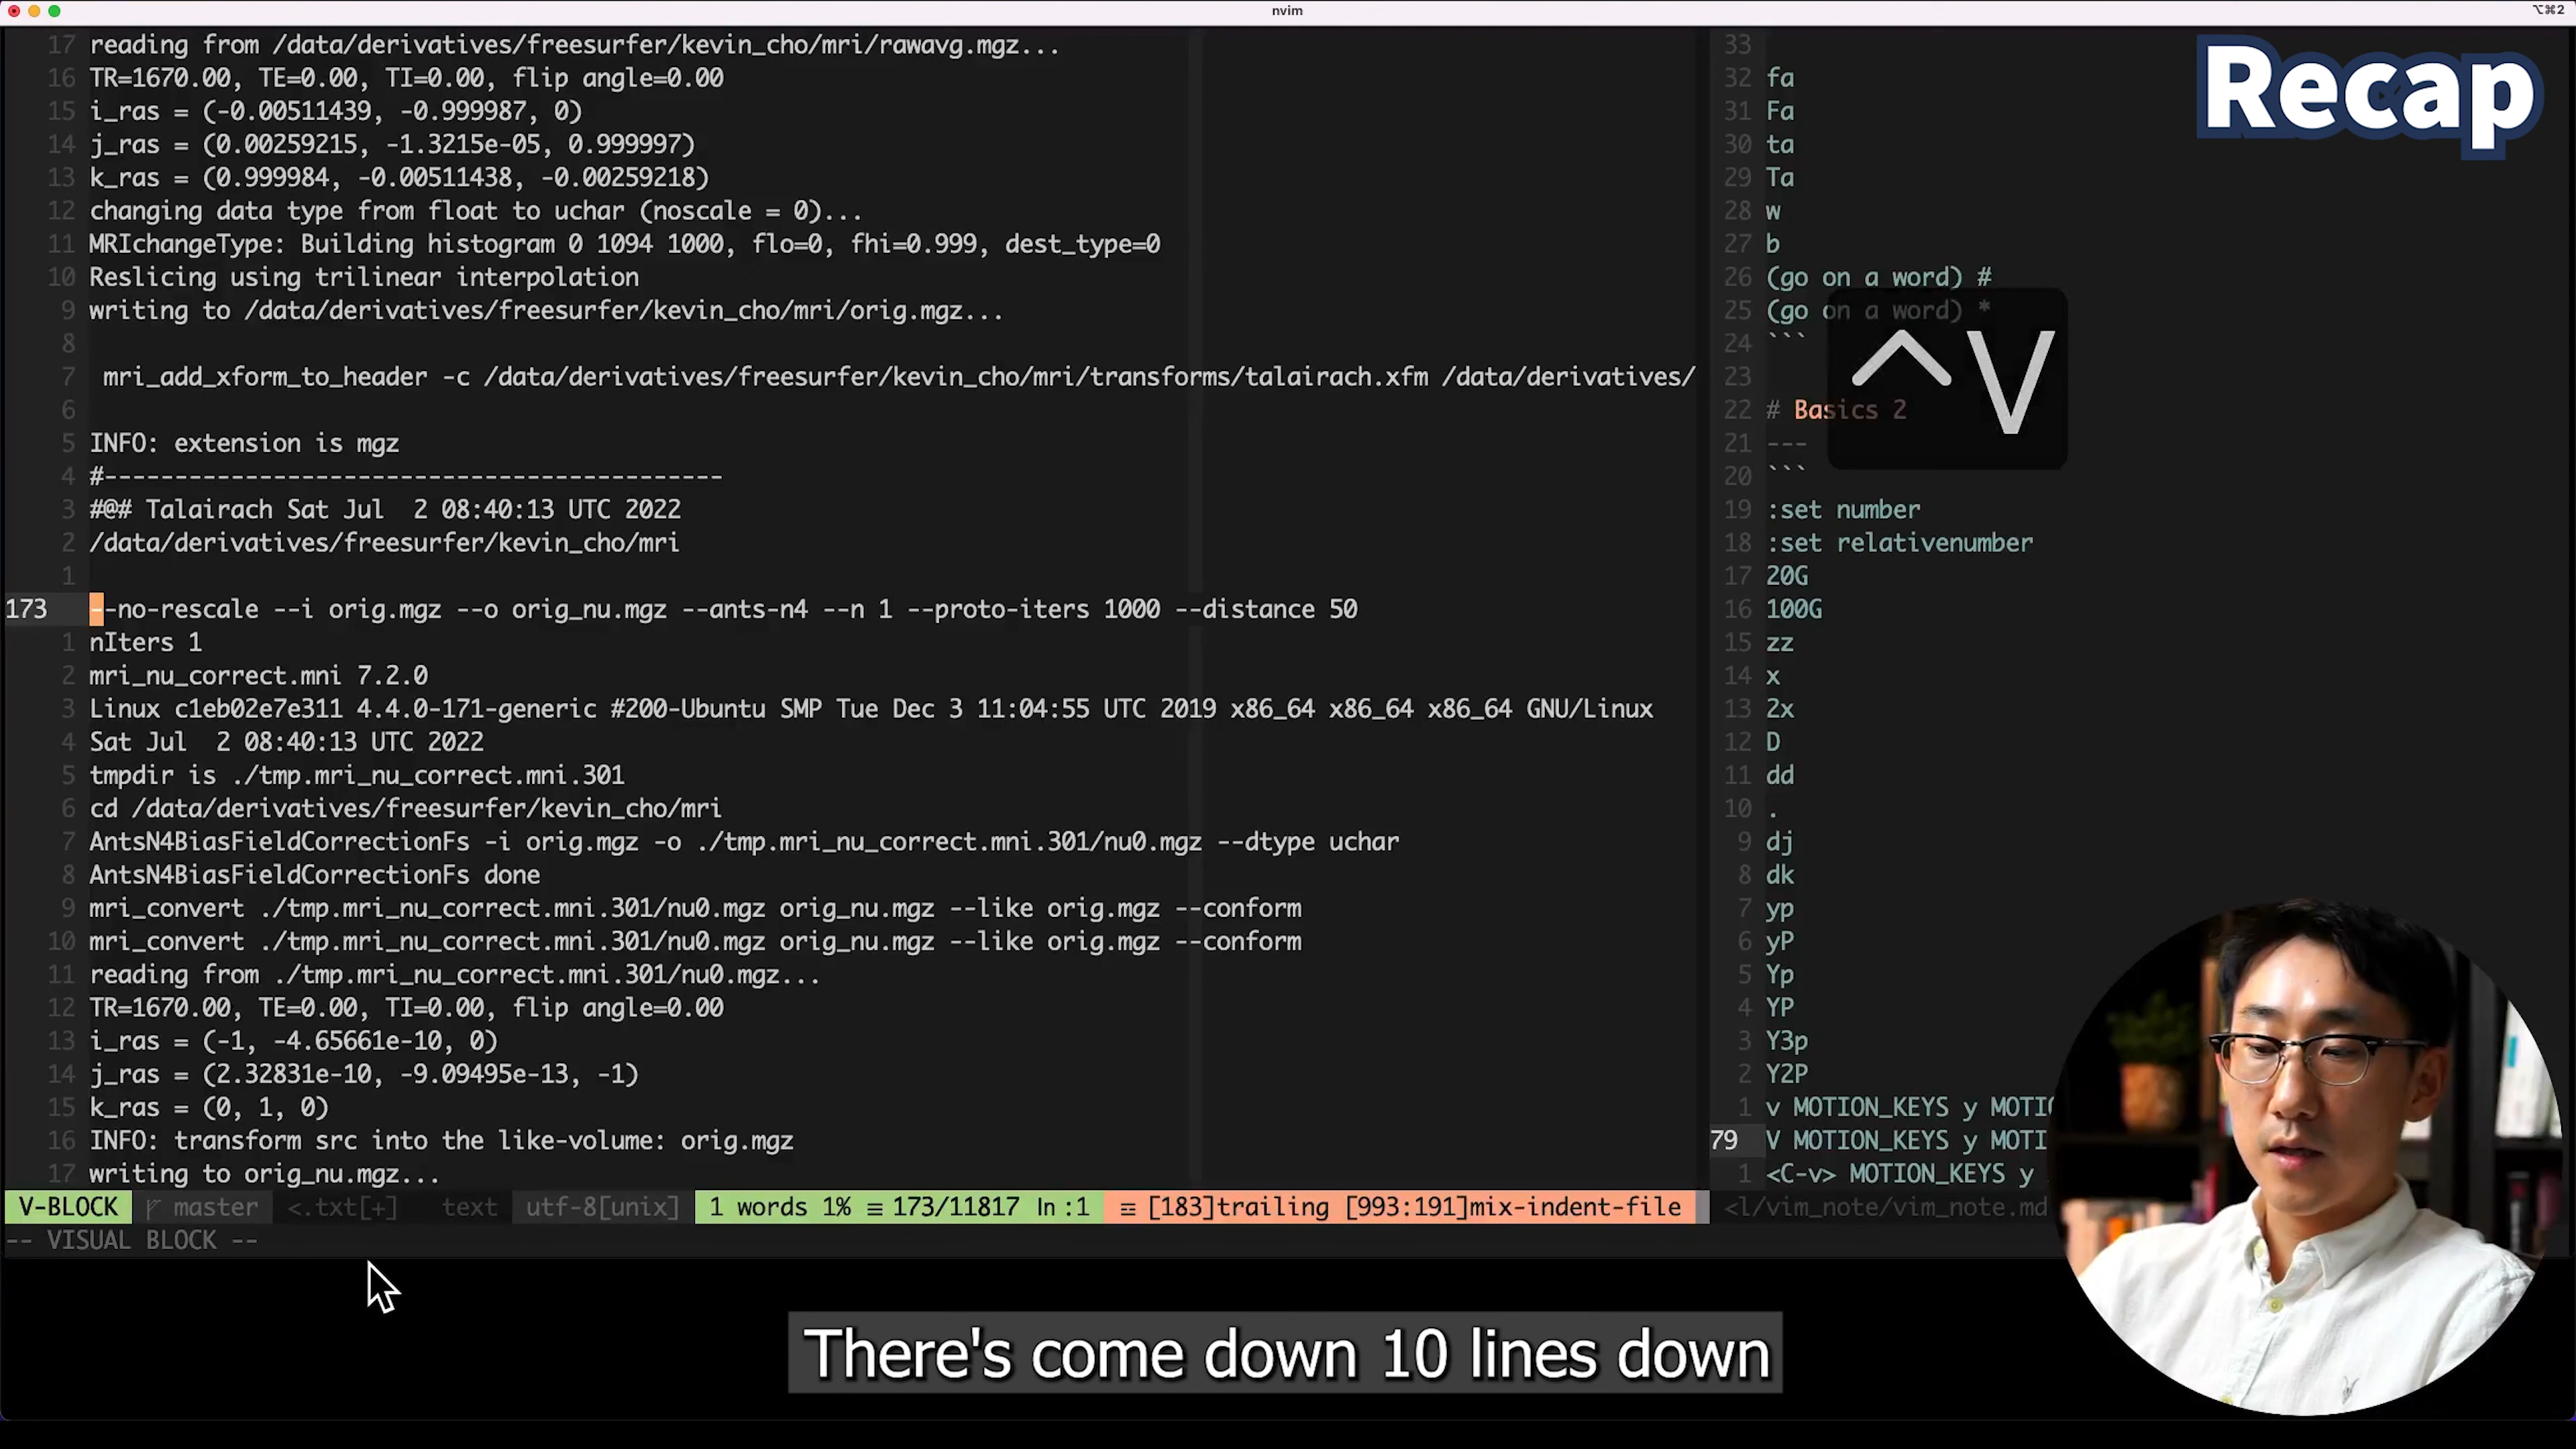 nvim
⌥⌘2
17 reading from /data/derivatives/freesurfer/kevin_cho/mri/rawavg.mgz...
16 TR=1670.00, TE=0.00, TI=0.00, flip angle=0.00
15 i_ras = (-0.00511439, -0.999987, 0)
14 j_ras = (0.00259215, -1.3215e-05, 0.999997)
13 k_ras = (0.999984, -0.00511438, -0.00259218)
12 changing data type from float to uchar (noscale = 0)...
11 MRIchangeType: Building histogram 0 1094 1000, flo=0, fhi=0.999, dest_type=0
10 Reslicing using trilinear interpolation
9 writing to /data/derivatives/freesurfer/kevin_cho/mri/orig.mgz...
8
7 mri_add_xform_to_header -c /data/derivatives/freesurfer/kevin_cho/mri/transforms/talairach.xfm /data/derivatives/
6
5 INFO: extension is mgz
4 #--------------------------------------------
3 #@# Talairach Sat Jul  2 08:40:13 UTC 2022
2 /data/derivatives/freesurfer/kevin_cho/mri
1
173 --no-rescale --i orig.mgz --o orig_nu.mgz --ants-n4 --n 1 --proto-iters 1000 --distance 50
1 nIters 1
2 mri_nu_correct.mni 7.2.0
3 Linux c1eb02e7e311 4.4.0-171-generic #200-Ubuntu SMP Tue Dec 3 11:04:55 UTC 2019 x86_64 x86_64 x86_64 GNU/Linux
4 Sat Jul  2 08:40:13 UTC 2022
5 tmpdir is ./tmp.mri_nu_correct.mni.301
6 cd /data/derivatives/freesurfer/kevin_cho/mri
7 AntsN4BiasFieldCorrectionFs -i orig.mgz -o ./tmp.mri_nu_correct.mni.301/nu0.mgz --dtype uchar
8 AntsN4BiasFieldCorrectionFs done
9 mri_convert ./tmp.mri_nu_correct.mni.301/nu0.mgz orig_nu.mgz --like orig.mgz --conform
10 mri_convert ./tmp.mri_nu_correct.mni.301/nu0.mgz orig_nu.mgz --like orig.mgz --conform
11 reading from ./tmp.mri_nu_correct.mni.301/nu0.mgz...
12 TR=1670.00, TE=0.00, TI=0.00, flip angle=0.00
13 i_ras = (-1, -4.65661e-10, 0)
14 j_ras = (2.32831e-10, -9.09495e-13, -1)
15 k_ras = (0, 1, 0)
16 INFO: transform src into the like-volume: orig.mgz
17 writing to orig_nu.mgz...
V-BLOCK master <.txt[+] text utf-8[unix] 1 words 1% ≡ 173/11817 ln :1 ≡ [183]trailing [993:191]mix-indent-file
-- VISUAL BLOCK --
33
32 fa
31 Fa
30 ta
29 Ta
28 w
27 b
26 (go on a word) #
25 (go on a word) *
24 ```
23
22 # Basics 2
21 ---
20 ```
19 :set number
18 :set relativenumber
17 20G
16 100G
15 zz
14 x
13 2x
12 D
11 dd
10 .
9 dj
8 dk
7 yp
6 yP
5 Yp
4 YP
3 Y3p
2 Y2P
1 v MOTION_KEYS y
79 V MOTION_KEYS y
1 <C-v> MOTION_KEYS y
<l/vim_note/vim_note.md
Recap
^V
There's come down 10 lines down